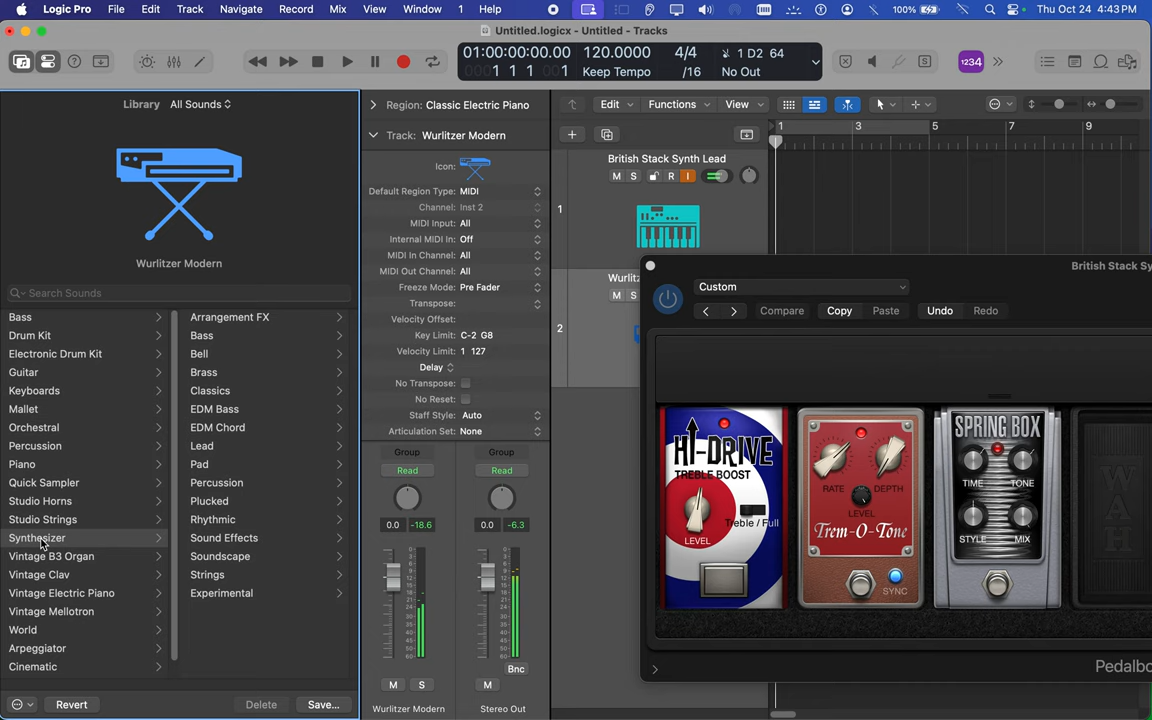 Logic Pro File Edit Track Navigate Record Mix View Window 1 Help 100% Thu Oct 24 4:43 PM
Untitled.logicx - Untitled - Tracks
01:00:00:00.00 120.0000 4/4 1 D2 64
0001 1 1 001 Keep Tempo /16 No Out
S 1234
Library All Sounds
Wurlitzer Modern
Search Sounds
Bass Arrangement FX
Drum Kit Bass
Electronic Drum Kit Bell
Guitar Brass
Keyboards Classics
Mallet EDM Bass
Orchestral EDM Chord
Percussion Lead
Piano Pad
Quick Sampler Percussion
Studio Horns Plucked
Studio Strings Rhythmic
Synthesizer Sound Effects
Vintage B3 Organ Soundscape
Vintage Clav Strings
Vintage Electric Piano Experimental
Vintage Mellotron
World
Arpeggiator
Cinematic
Revert Delete Save...
Region: Classic Electric Piano
Track: Wurlitzer Modern
Icon:
Default Region Type: MIDI
Channel: Inst 2
MIDI Input: All
Internal MIDI In: Off
MIDI In Channel: All
MIDI Out Channel: All
Freeze Mode: Pre Fader
Transpose:
Velocity Offset:
Key Limit: C-2 G8
Velocity Limit: 1 127
Delay
No Transpose:
No Reset:
Staff Style: Auto
Articulation Set: None
Group Group
Read Read
0.0 -18.6 0.0 -6.3
Bnc
M S M
Wurlitzer Modern Stereo Out
Edit Functions View
1 3 5 7 9
British Stack Synth Lead
M S R I
1
Wurlitz
M S
2
British Stack Sy
Custom
Compare Copy Paste Undo Redo
HI-DRIVE
TREBLE BOOST
LEVEL
Treble / Full
RATE DEPTH
LEVEL
Trem-O-Tone
SYNC
SPRING BOX
TIME TONE
STYLE MIX
WAH
Pedalbo